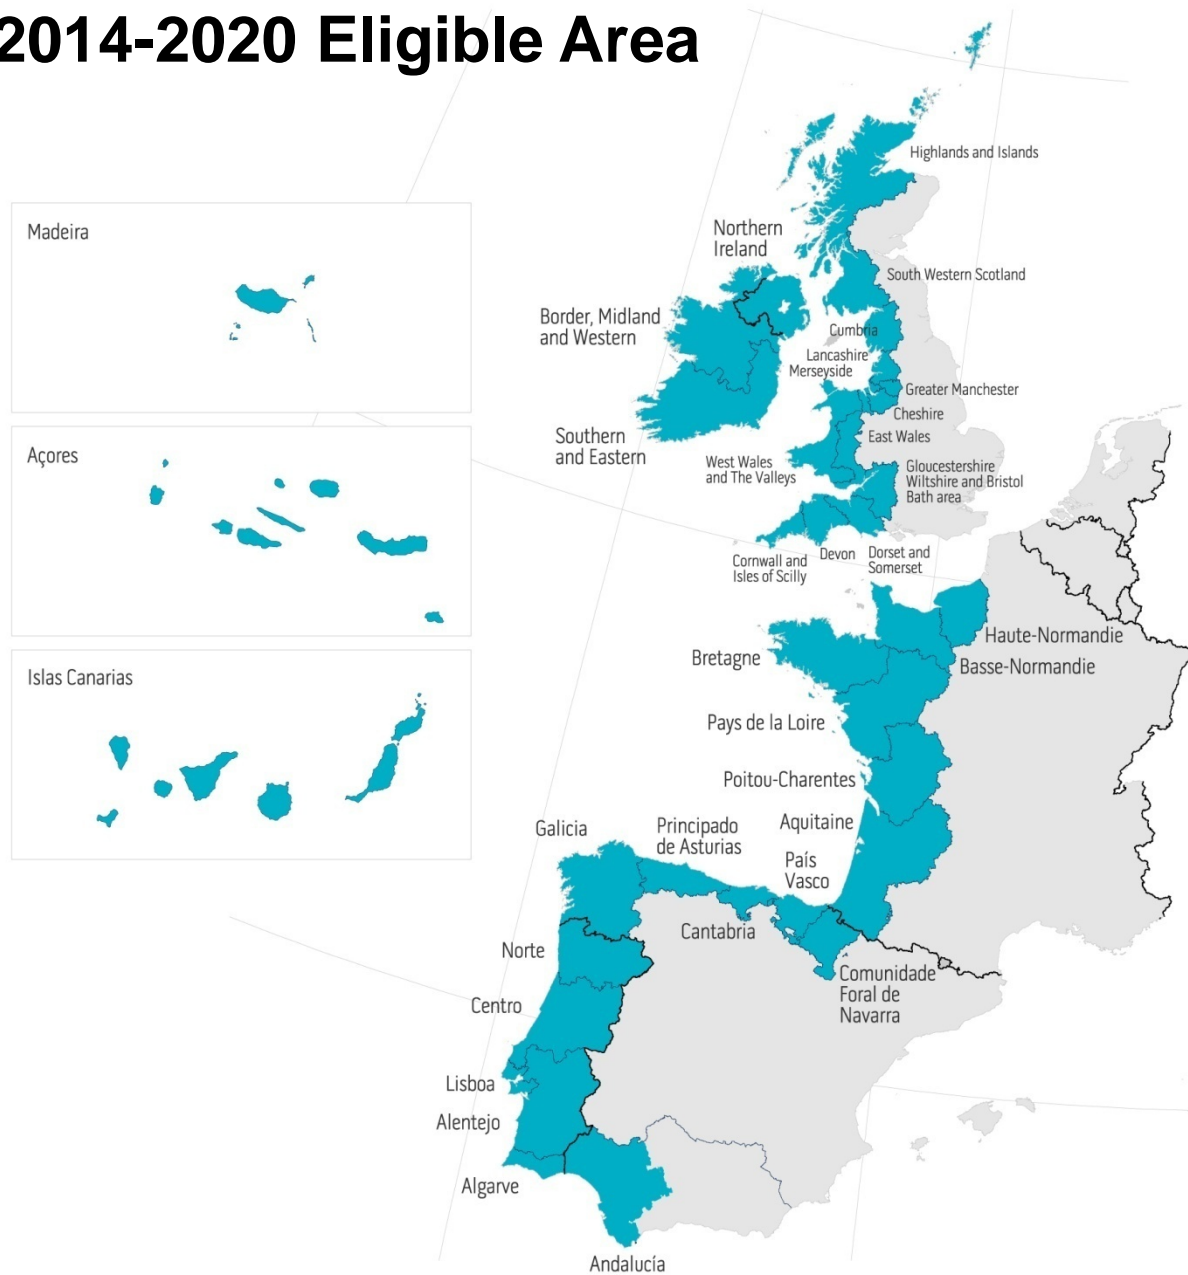 2014-2020 Eligible Area
Highlands and Islands
Madeira
Northern
Ireland
South Western Scotland
Border, Midland
and Western
Cumbria
Lancashire
Merseyside
Greater Manchester
Cheshire
Southern
and Eastern
East Wales
Açores
West Wales
and The Valleys
Gloucestershire
Wiltshire and Bristol
Bath area
Cornwall and
Isles of Scilly
Devon
Dorset and
Somerset
Haute-Normandie
Bretagne
Basse-Normandie
Islas Canarias
Pays de la Loire
Poitou-Charentes
Galicia
Principado
de Asturias
Aquitaine
País
Vasco
Cantabria
Norte
Comunidade
Foral de
Navarra
Centro
Lisboa
Alentejo
Algarve
Andalucía